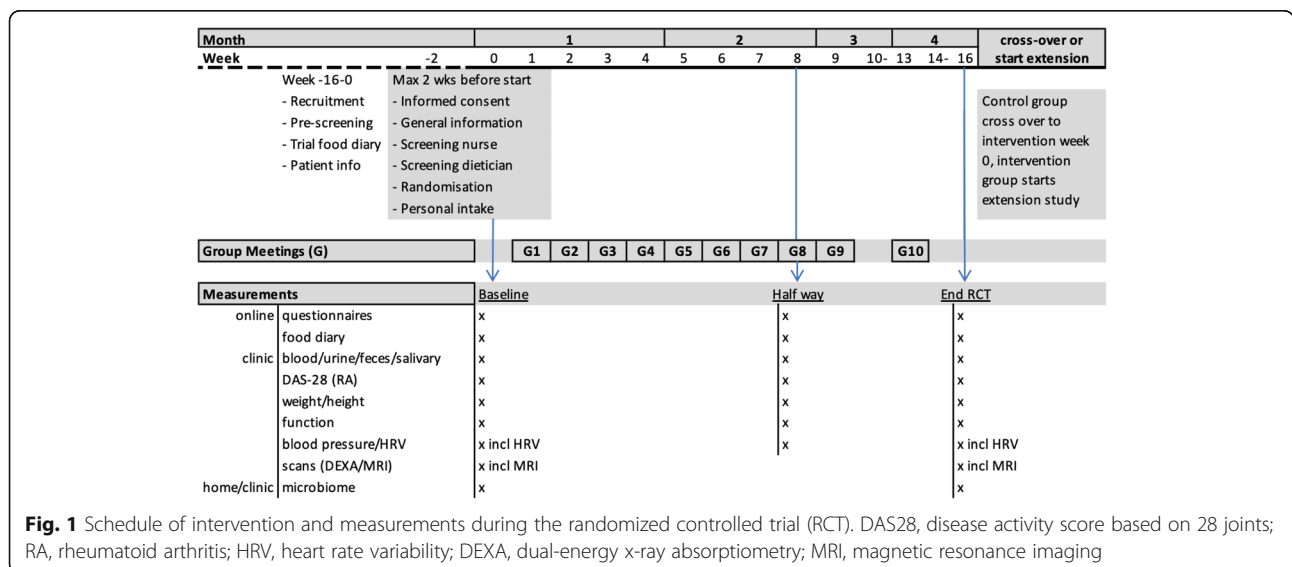 Month 1 2 3 4 cross-over or
Week -2 0 1 2 3 4 5 6 7 8 9 10- 13 14- 16 start extension
Week -16-0
- Recruitment
- Pre-screening
- Trial food diary
- Patient info
Max 2 wks before start
- Informed consent
- General information
- Screening nurse
- Screening dietician
- Randomisation
- Personal intake
Control group
cross over to
intervention week
0, intervention
group starts
extension study
Group Meetings (G) G1 G2 G3 G4 G5 G6 G7 G8 G9 G10
Measurements Baseline Half way End RCT
online questionnaires x x x
food diary x x x
clinic blood/urine/feces/salivary x x x
DAS-28 (RA) x x x
weight/height x x x
function x x x
blood pressure/HRV x incl HRV x x incl HRV
scans (DEXA/MRI) x incl MRI x incl MRI
home/clinic microbiome x x
Fig. 1 Schedule of intervention and measurements during the randomized controlled trial (RCT). DAS28, disease activity score based on 28 joints;
RA, rheumatoid arthritis; HRV, heart rate variability; DEXA, dual-energy x-ray absorptiometry; MRI, magnetic resonance imaging